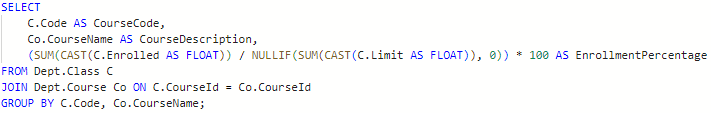 SELECT
C.Code AS CourseCode,
Co.CourseName AS CourseDescription,
(SUM(CAST(C.Enrolled AS FLOAT)) / NULLIF(SUM(CAST(C.Limit AS FLOAT)), 0)) * 100 AS EnrollmentPercentage
FROM Dept.Class C
JOIN Dept.Course Co ON C.CourseId = Co.CourseId
GROUP BY C.Code, Co.CourseName;